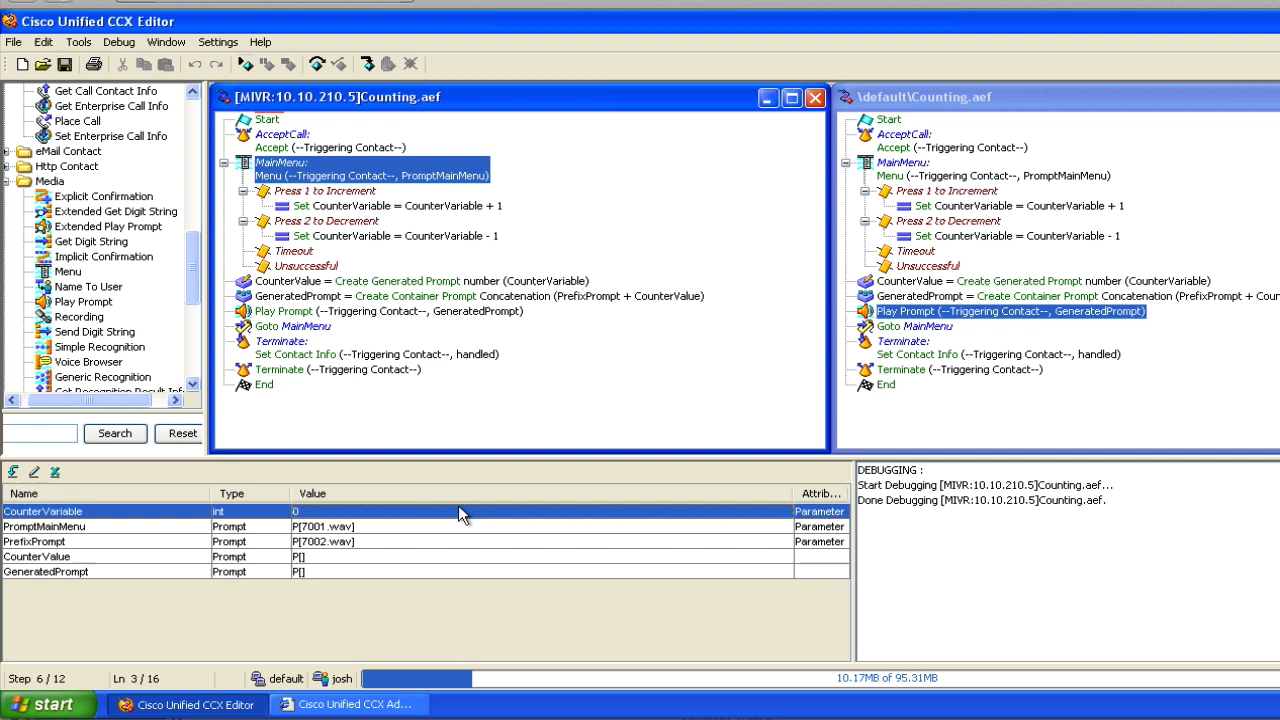 Cisco Unified CCX Editor
File Edit Tools Debug Window Settings Help
Get Call Contact Info
Get Enterprise Call Info
Place Call
Set Enterprise Call Info
eMail Contact
Http Contact
Media
Explicit Confirmation
Extended Get Digit String
Extended Play Prompt
Get Digit String
Implicit Confirmation
Menu
Name To User
Play Prompt
Recording
Send Digit String
Simple Recognition
Voice Browser
Generic Recognition
Get Recognition Result Inf
Search Reset
[MIVR:10.10.210.5]Counting.aef
Start
AcceptCall:
Accept (--Triggering Contact--)
MainMenu:
Menu (--Triggering Contact--, PromptMainMenu)
Press 1 to Increment
Set CounterVariable = CounterVariable + 1
Press 2 to Decrement
Set CounterVariable = CounterVariable - 1
Timeout
Unsuccessful
CounterValue = Create Generated Prompt number (CounterVariable)
GeneratedPrompt = Create Container Prompt Concatenation (PrefixPrompt + CounterValue)
Play Prompt (--Triggering Contact--, GeneratedPrompt)
Goto MainMenu
Terminate:
Set Contact Info (--Triggering Contact--, handled)
Terminate (--Triggering Contact--)
End
\default\Counting.aef
Start
AcceptCall:
Accept (--Triggering Contact--)
MainMenu:
Menu (--Triggering Contact--, PromptMainMenu)
Press 1 to Increment
Set CounterVariable = CounterVariable + 1
Press 2 to Decrement
Set CounterVariable = CounterVariable - 1
Timeout
Unsuccessful
CounterValue = Create Generated Prompt number (CounterVariable)
GeneratedPrompt = Create Container Prompt Concatenation (PrefixPrompt + Cou
Play Prompt (--Triggering Contact--, GeneratedPrompt)
Goto MainMenu
Terminate:
Set Contact Info (--Triggering Contact--, handled)
Terminate (--Triggering Contact--)
End
Name Type Value Attrib...
CounterVariable int 0 Parameter
PromptMainMenu Prompt P[7001.wav] Parameter
PrefixPrompt Prompt P[7002.wav] Parameter
CounterValue Prompt P[]
GeneratedPrompt Prompt P[]
DEBUGGING :
Start Debugging [MIVR:10.10.210.5]Counting.aef...
Done Debugging [MIVR:10.10.210.5]Counting.aef.
Step 6 / 12 Ln 3 / 16 default josh 10.17MB of 95.31MB
start Cisco Unified CCX Editor Cisco Unified CCX Ad...